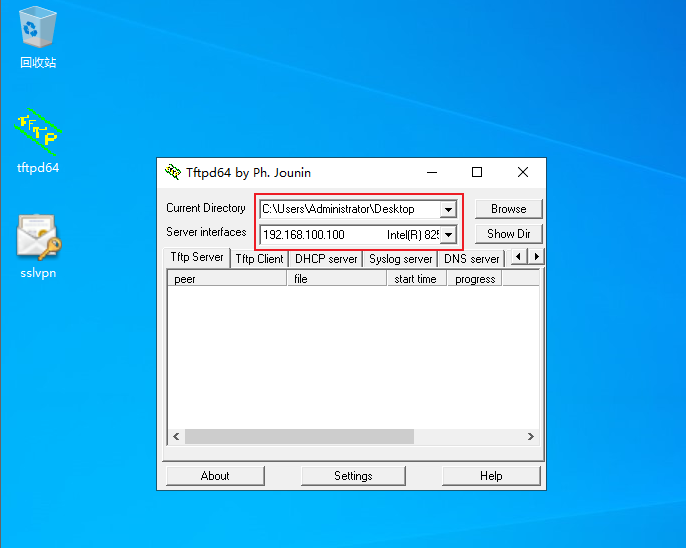 回收站
TFTP
tftpd64
sslvpn
Tftpd64 by Ph. Jounin
Current Directory C:\Users\Administrator\Desktop Browse
Server interfaces 192.168.100.100 Intel(R) 825 Show Dir
Tftp Server Tftp Client DHCP server Syslog server DNS server
peer file start time progress
About Settings Help